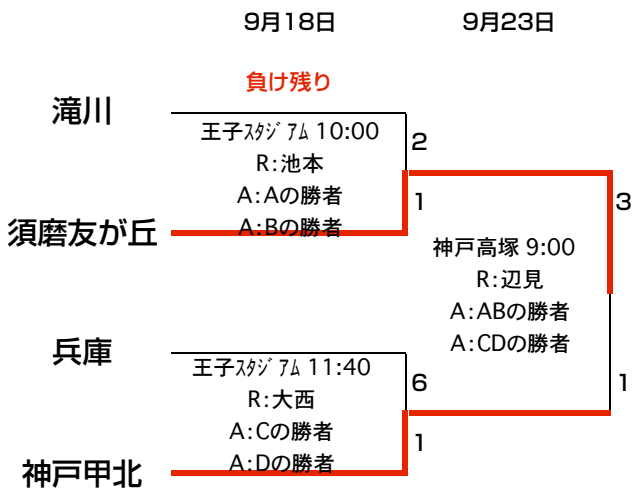 9月18日
9月23日
負け残り
滝川
王子ｽﾀｼﾞｱﾑ 10:00
R:池本
A:Aの勝者
A:Bの勝者
2
1
須磨友が丘
3
神戸高塚 9:00
R:辺見
A:ABの勝者
A:CDの勝者
1
兵庫
王子ｽﾀｼﾞｱﾑ 11:40
R:大西
A:Cの勝者
A:Dの勝者
6
1
神戸甲北